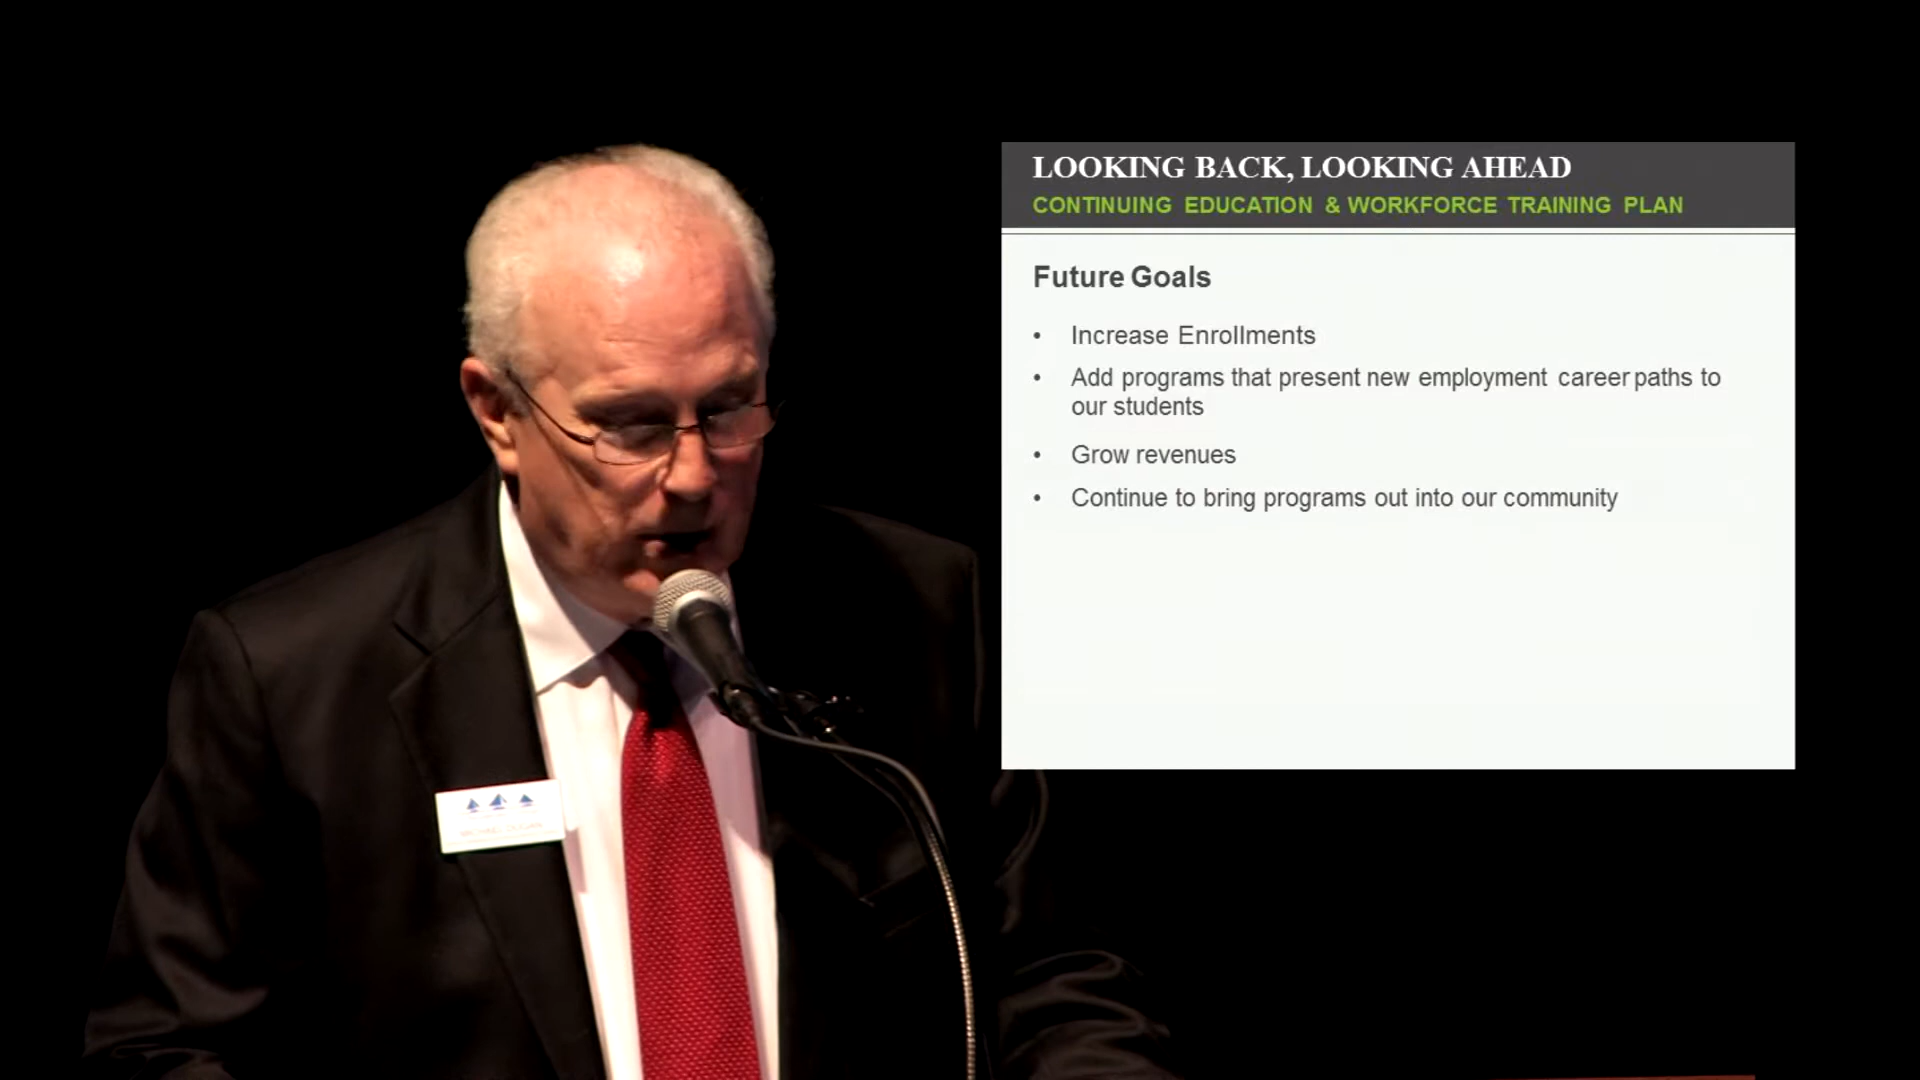 LOOKING BACK, LOOKING AHEAD
CONTINUING EDUCATION & WORKFORCE TRAINING PLAN
Future Goals
• Increase Enrollments
• Add programs that present new employment career paths to
our students
• Grow revenues
• Continue to bring programs out into our community